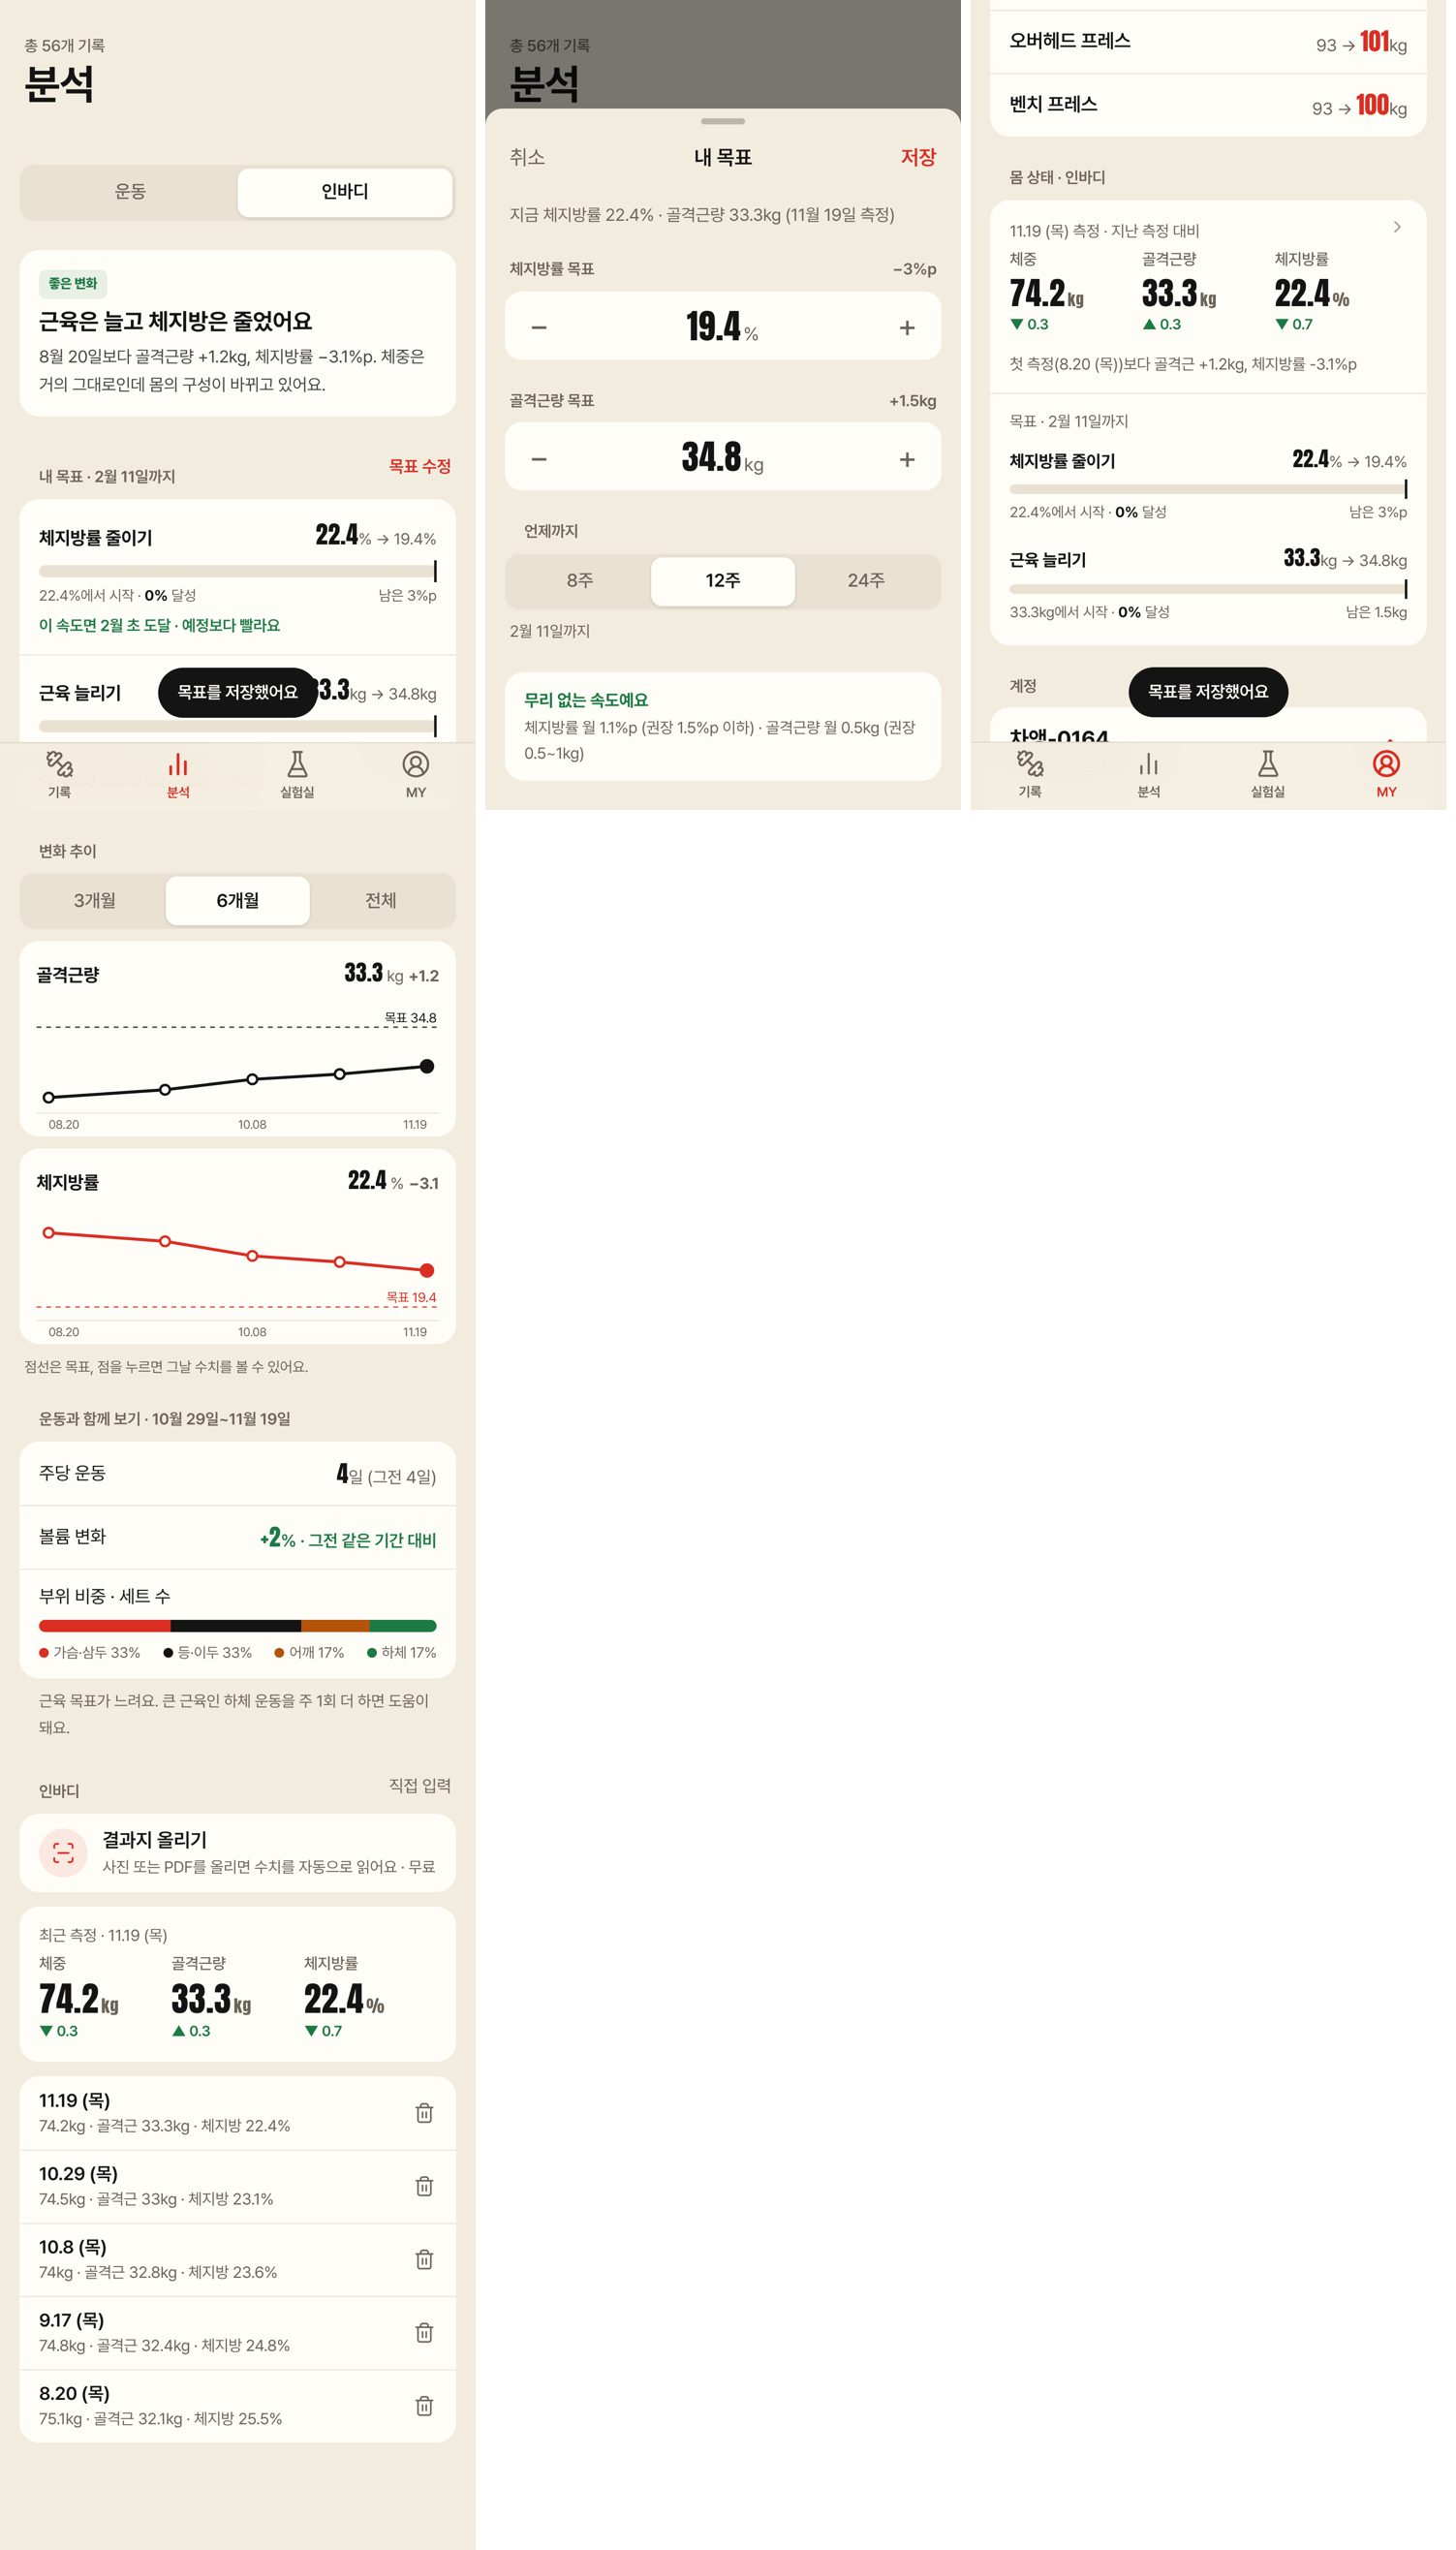 총 56개 기록
분석
운동
인바디
좋은 변화
근육은 늘고 체지방은 줄었어요
8월 20일보다 골격근량 +1.2kg, 체지방률 −3.1%p. 체중은
거의 그대로인데 몸의 구성이 바뀌고 있어요.
내 목표 · 2월 11일까지
목표 수정
체지방률 줄이기
22.4% → 19.4%
22.4%에서 시작 · 0% 달성
남은 3%p
이 속도면 2월 초 도달 · 예정보다 빨라요
근육 늘리기
목표를 저장했어요
33.3kg → 34.8kg
기록
분석
실험실
MY
변화 추이
3개월
6개월
전체
골격근량
33.3 kg +1.2
목표 34.8
08.20
10.08
11.19
체지방률
22.4 % −3.1
목표 19.4
08.20
10.08
11.19
점선은 목표, 점을 누르면 그날 수치를 볼 수 있어요.
운동과 함께 보기 · 10월 29일~11월 19일
주당 운동
4일 (그전 4일)
볼륨 변화
+2% · 그전 같은 기간 대비
부위 비중 · 세트 수
가슴·삼두 33%
등·이두 33%
어깨 17%
하체 17%
근육 목표가 느려요. 큰 근육인 하체 운동을 주 1회 더 하면 도움이
돼요.
인바디
직접 입력
결과지 올리기
사진 또는 PDF를 올리면 수치를 자동으로 읽어요 · 무료
최근 측정 · 11.19 (목)
체중
골격근량
체지방률
74.2kg
33.3kg
22.4%
▼ 0.3
▲ 0.3
▼ 0.7
11.19 (목)
74.2kg · 골격근 33.3kg · 체지방 22.4%
10.29 (목)
74.5kg · 골격근 33kg · 체지방 23.1%
10.8 (목)
74kg · 골격근 32.8kg · 체지방 23.6%
9.17 (목)
74.8kg · 골격근 32.4kg · 체지방 24.8%
8.20 (목)
75.1kg · 골격근 32.1kg · 체지방 25.5%
총 56개 기록
분석
취소
내 목표
저장
지금 체지방률 22.4% · 골격근량 33.3kg (11월 19일 측정)
체지방률 목표
−3%p
− 19.4% +
골격근량 목표
+1.5kg
− 34.8kg +
언제까지
8주
12주
24주
2월 11일까지
무리 없는 속도예요
체지방률 월 1.1%p (권장 1.5%p 이하) · 골격근량 월 0.5kg (권장
0.5~1kg)
오버헤드 프레스
93 → 101kg
벤치 프레스
93 → 100kg
몸 상태 · 인바디
11.19 (목) 측정 · 지난 측정 대비
체중
골격근량
체지방률
74.2kg
33.3kg
22.4%
▼ 0.3
▲ 0.3
▼ 0.7
첫 측정(8.20 (목))보다 골격근 +1.2kg, 체지방률 -3.1%p
목표 · 2월 11일까지
체지방률 줄이기
22.4% → 19.4%
22.4%에서 시작 · 0% 달성
남은 3%p
근육 늘리기
33.3kg → 34.8kg
33.3kg에서 시작 · 0% 달성
남은 1.5kg
계정
목표를 저장했어요
차앵-0164
기록
분석
실험실
MY